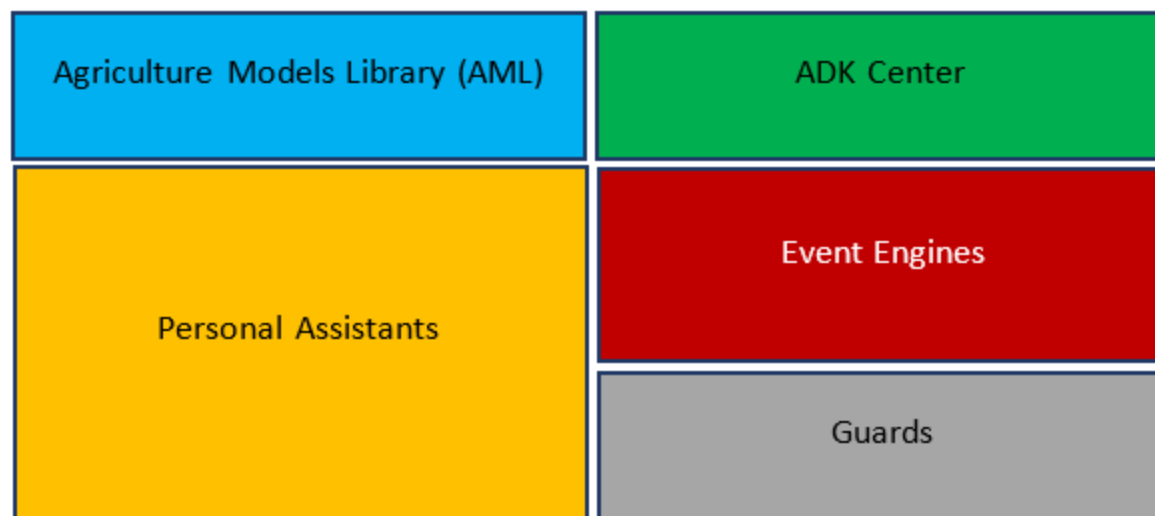 Agriculture Models Library (AML)
ADK Center
Personal Assistants
Event Engines
Guards